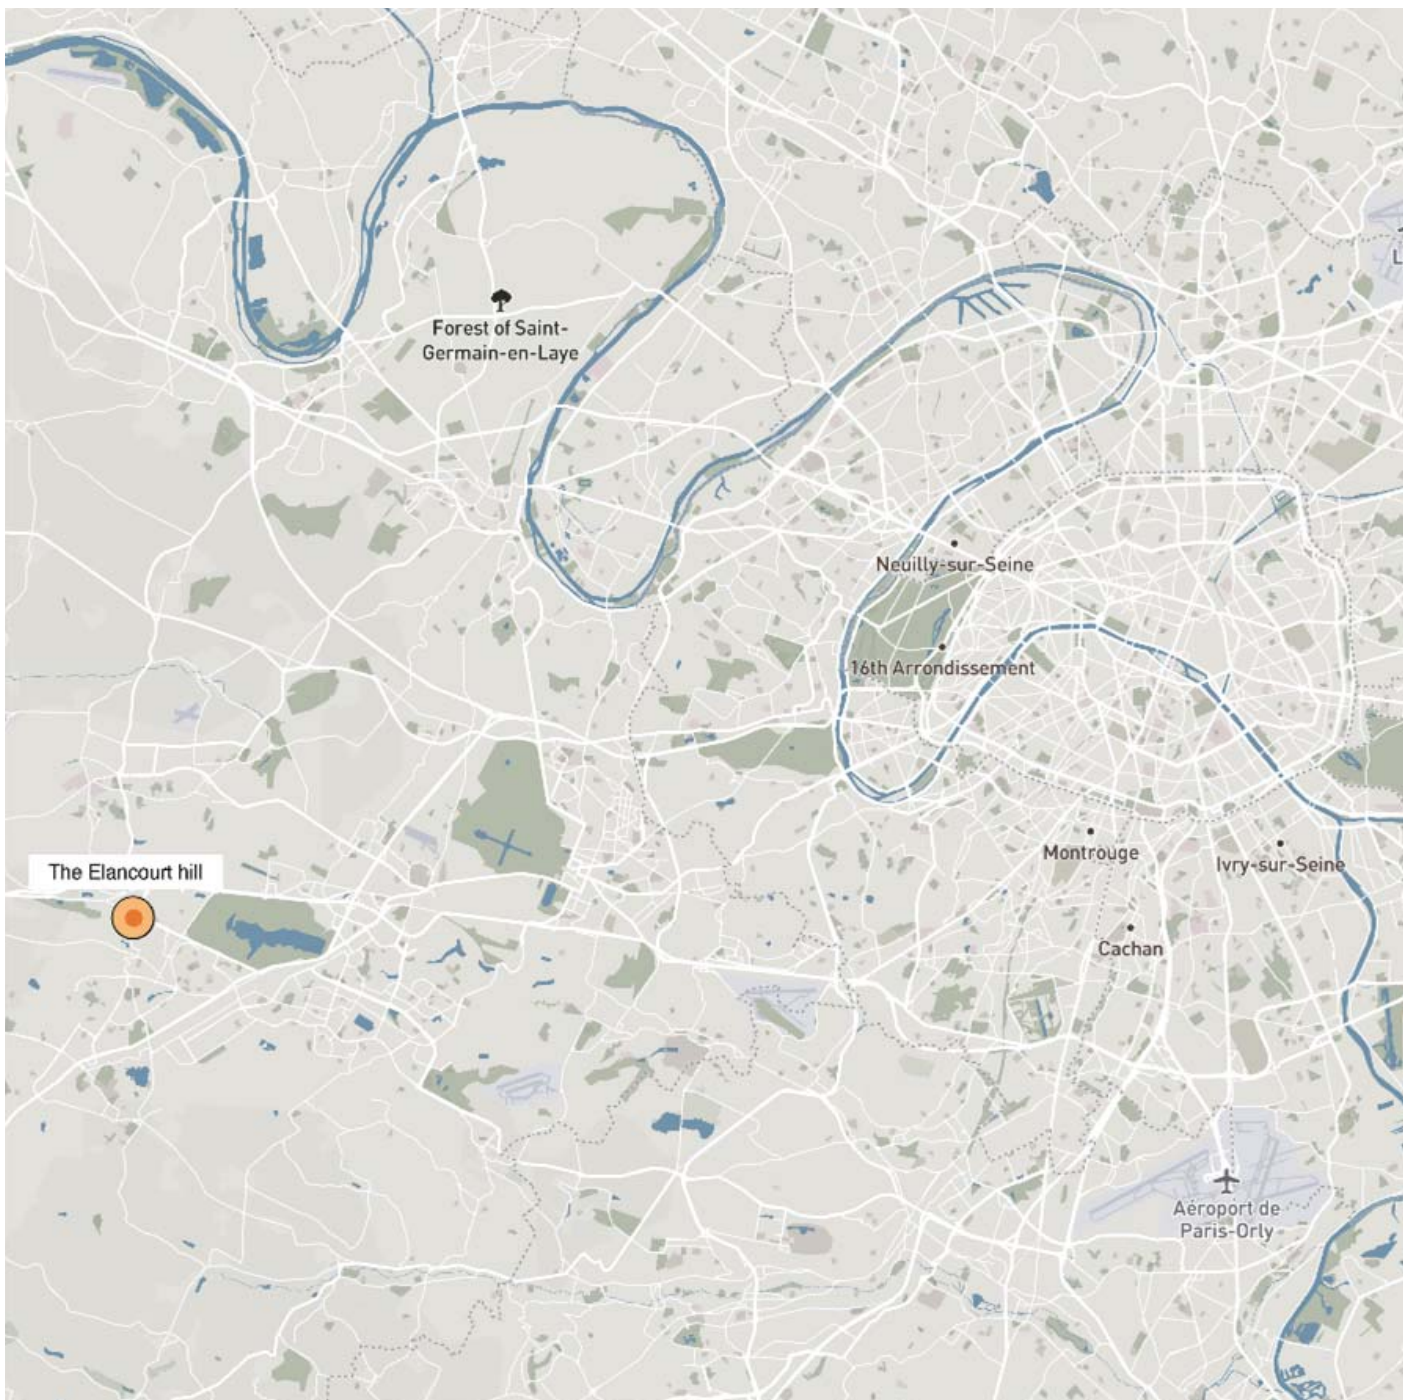 L
Forest of Saint-
Germain-en-Laye
Neuilly-sur-Seine
16th Arrondissement
The Elancourt hill
Montrouge
Ivry-sur-Seine
Cachan
Aéroport de
Paris-Orly